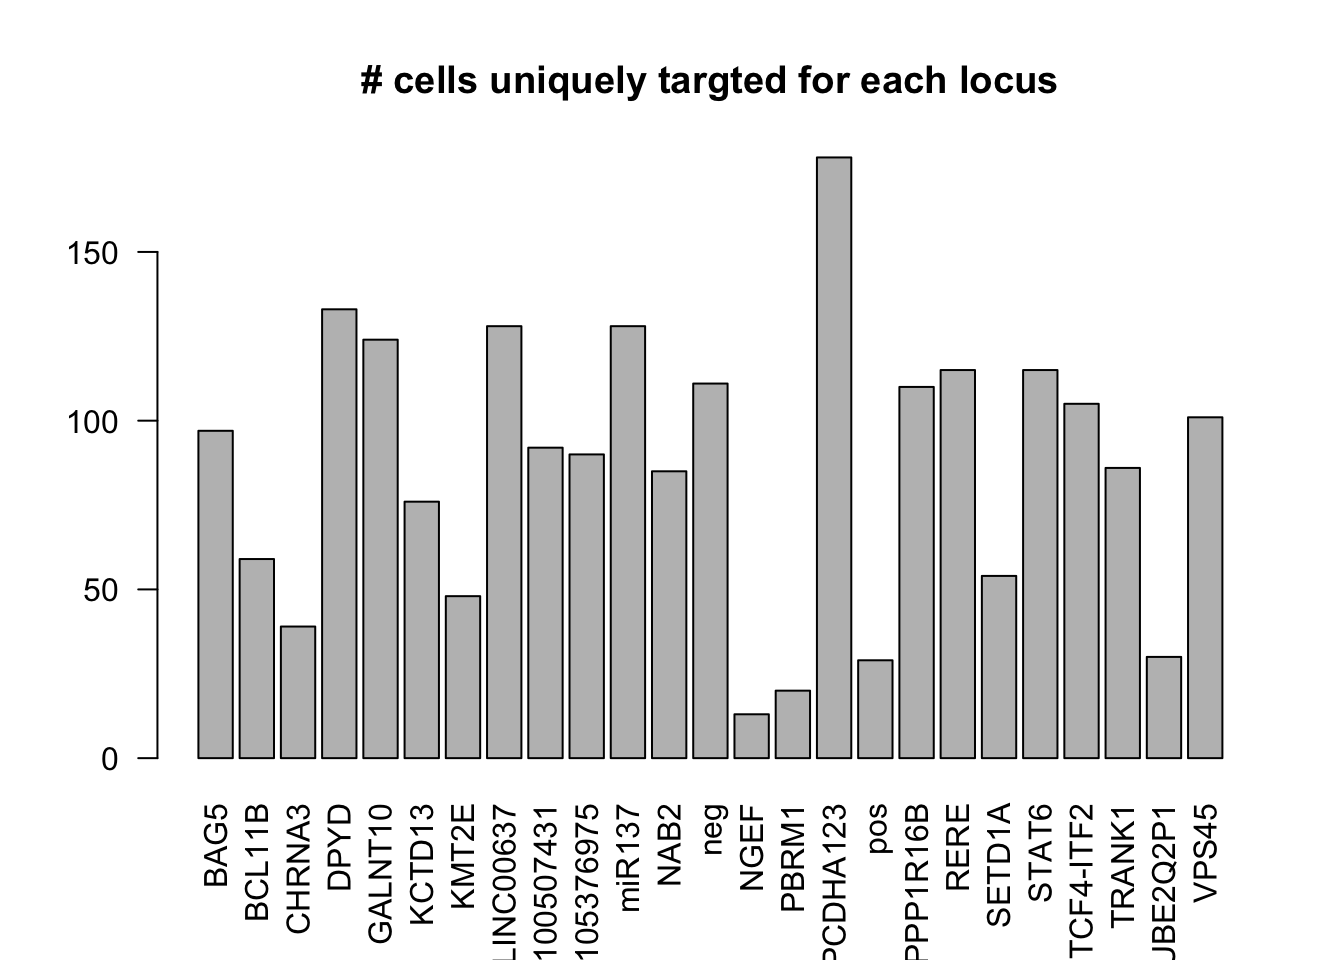 # cells uniquely targted for each locus
150
100
50
0
BAG5
BCL11B
CHRNA3
DPYD
GALNT10
KCTD13
KMT2E
LINC00637
100507431
105376975
miR137
NAB2
neg
NGEF
PBRM1
PCDHA123
pos
PPP1R16B
RERE
SETD1A
STAT6
TCF4-ITF2
TRANK1
UBE2Q2P1
VPS45